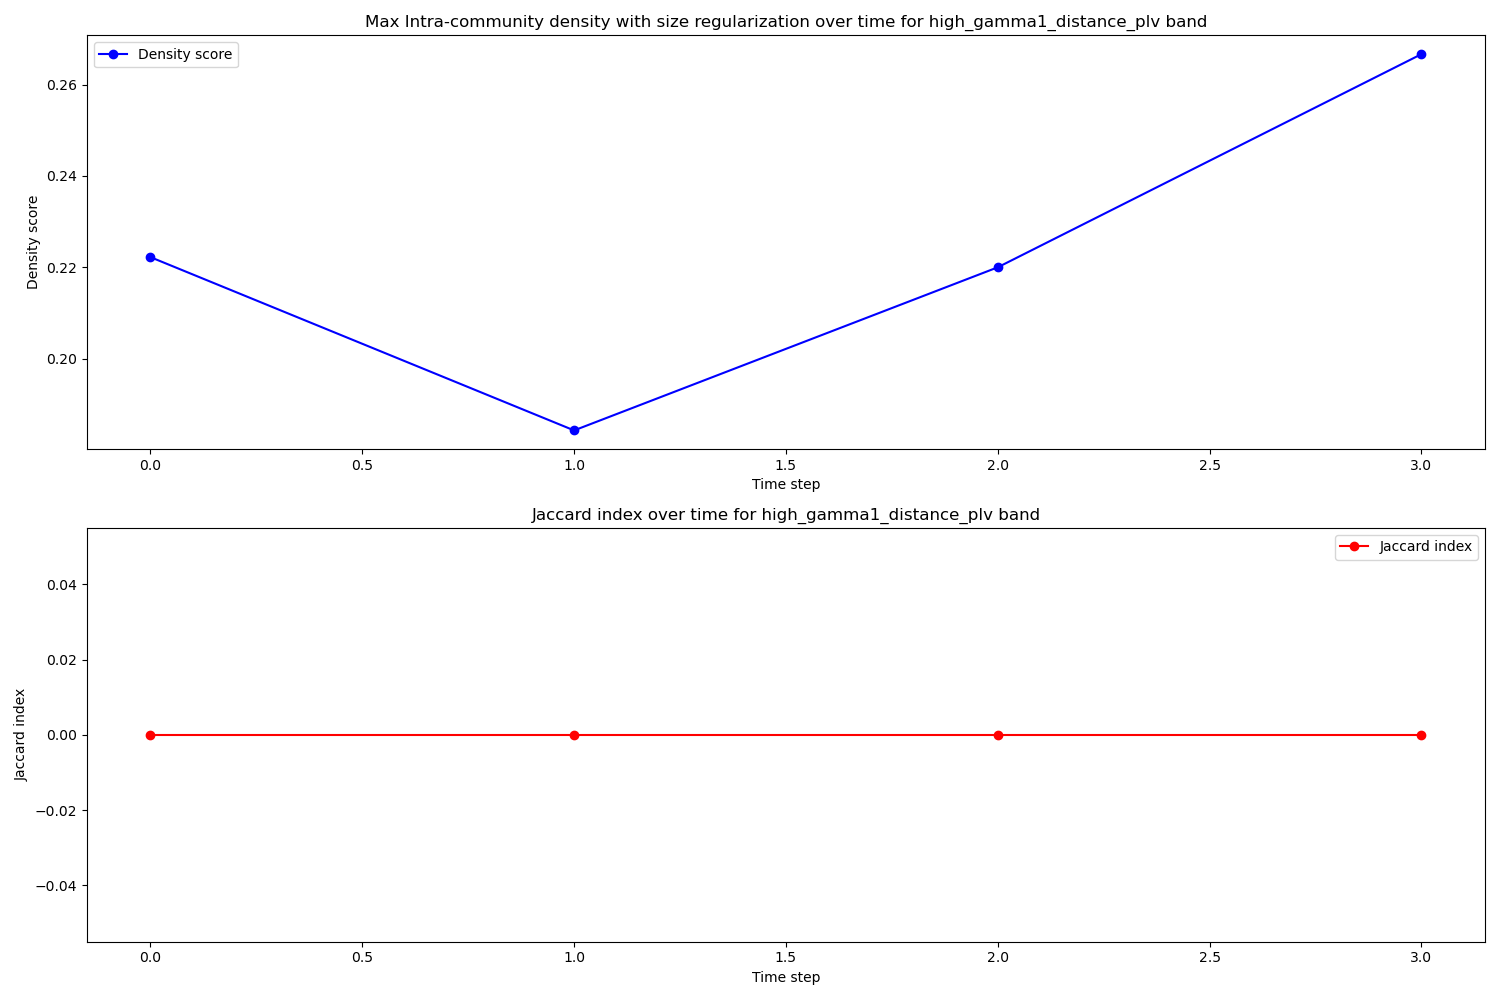 Max Intra-community density with size regularization over time for high_gamma1_distance_plv band
Density score
0.26
0.24
0.22
0.20
Density score
0.0 0.5 1.0 1.5 2.0 2.5 3.0
Time step
Jaccard index over time for high_gamma1_distance_plv band
Jaccard index
0.04
0.02
0.00
−0.02
−0.04
Jaccard index
0.0 0.5 1.0 1.5 2.0 2.5 3.0
Time step